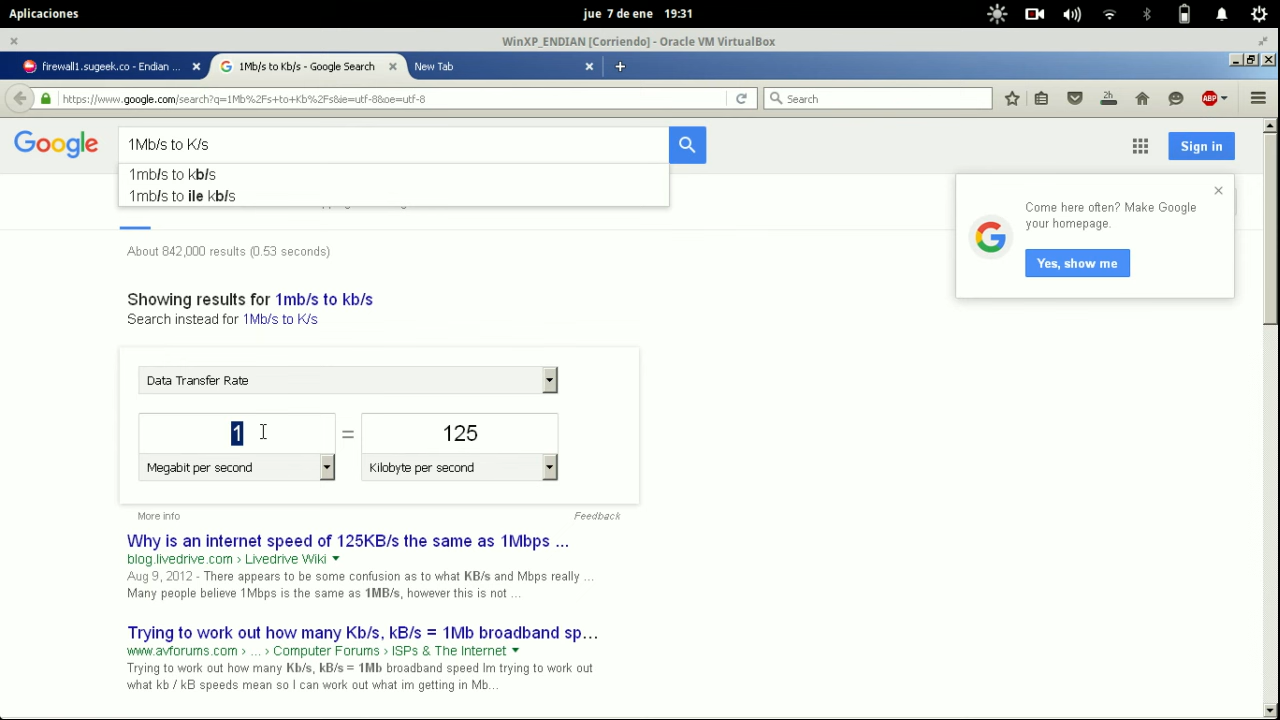 Aplicaciones
jue 7 de ene 19:31
WinXP_ENDIAN [Corriendo] - Oracle VM VirtualBox
firewall1.sugeek.co - Endian ...
1Mb/s to Kb/s - Google Search
New Tab
https://www.google.com/search?q=1Mb%2Fs+to+Kb%2Fs&ie=utf-8&oe=utf-8
Search
2h
ABP
Google
1Mb/s to K/s
Sign in
1mb/s to kb/s
1mb/s to ile kb/s
Come here often? Make Google
your homepage.
Yes, show me
About 842,000 results (0.53 seconds)
Showing results for 1mb/s to kb/s
Search instead for 1Mb/s to K/s
Data Transfer Rate
1 = 125
Megabit per second
Kilobyte per second
More info
Feedback
Why is an internet speed of 125KB/s the same as 1Mbps ...
blog.livedrive.com › Livedrive Wiki
Aug 9, 2012 - There appears to be some confusion as to what KB/s and Mbps really ...
Many people believe 1Mbps is the same as 1MB/s, however this is not ...
Trying to work out how many Kb/s, kB/s = 1Mb broadband sp...
www.avforums.com › ... › Computer Forums › ISPs & The Internet
Trying to work out how many Kb/s, kB/s = 1Mb broadband speed Im trying to work out
what kb / kB speeds mean so I can work out what im getting in Mb...